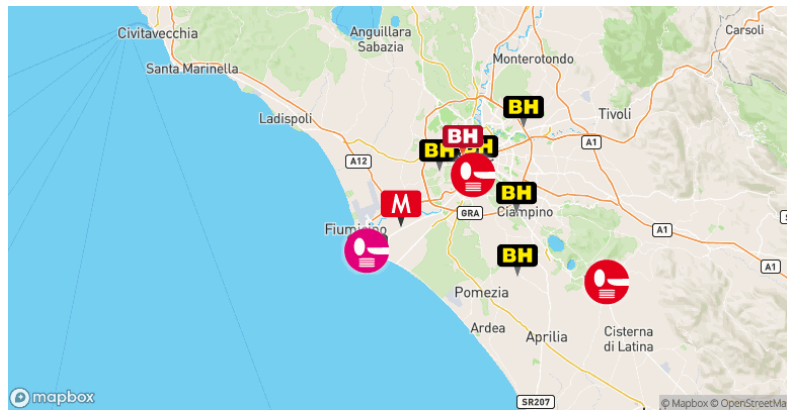 Civitavecchia
Santa Marinella
Anguillara
Sabazia
Carsoli
Monterotondo
Ladispoli
Tivoli
BH
BH
BH
BH
A12
A1
M
BH
GRA
Ciampino
A1
Fiumicino
BH
A1
Pomezia
Ardea
Aprilia
Cisterna
di Latina
SR207
mapbox
© Mapbox © OpenStreetMa